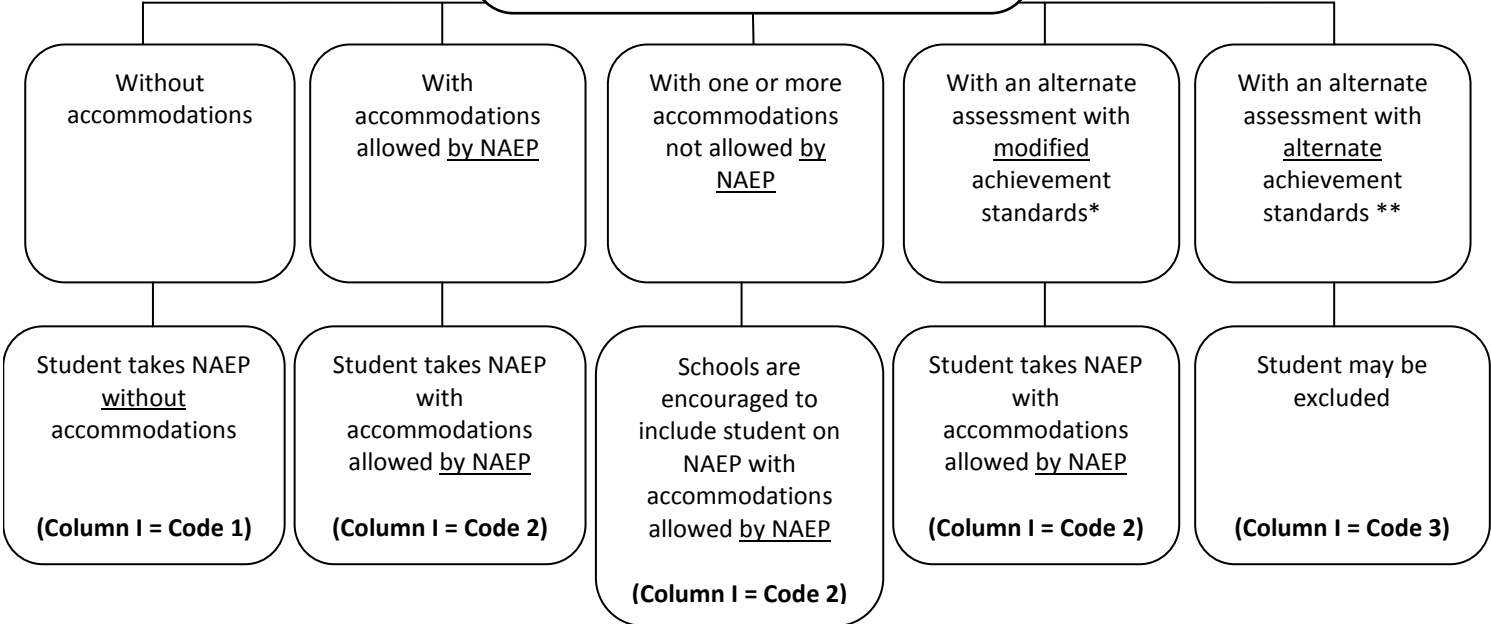 Without
accommodations
With
accommodations
allowed by NAEP
With one or more
accommodations
not allowed by
NAEP
With an alternate
assessment with
modified
achievement
standards*
With an alternate
assessment with
alternate
achievement
standards **
Student takes NAEP
without
accommodations
(Column I = Code 1)
Student takes NAEP
with
accommodations
allowed by NAEP
(Column I = Code 2)
Schools are
encouraged to
include student on
NAEP with
accommodations
allowed by NAEP
(Column I = Code 2)
Student takes NAEP
with
accommodations
allowed by NAEP
(Column I = Code 2)
Student may be
excluded
(Column I = Code 3)